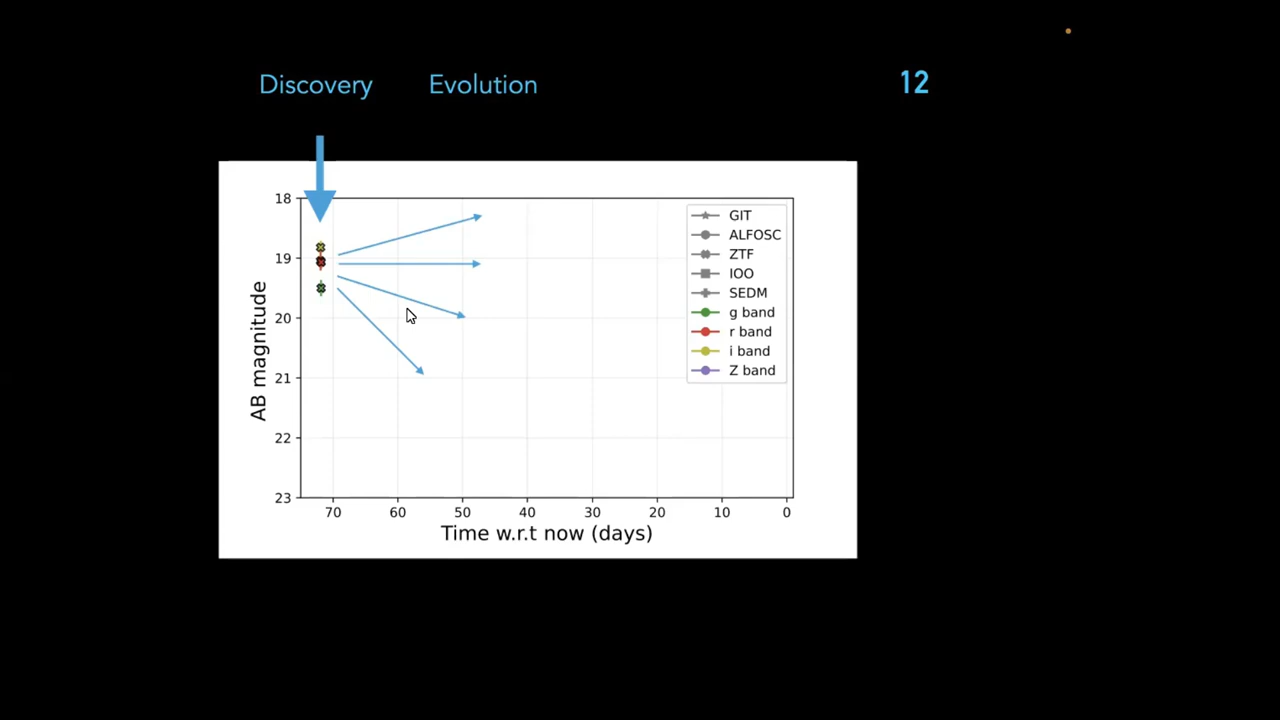 Discovery Evolution 12
18
19
20
21
22
23
AB magnitude
70 60 50 40 30 20 10 0
Time w.r.t now (days)
GIT
ALFOSC
ZTF
IOO
SEDM
g band
r band
i band
Z band